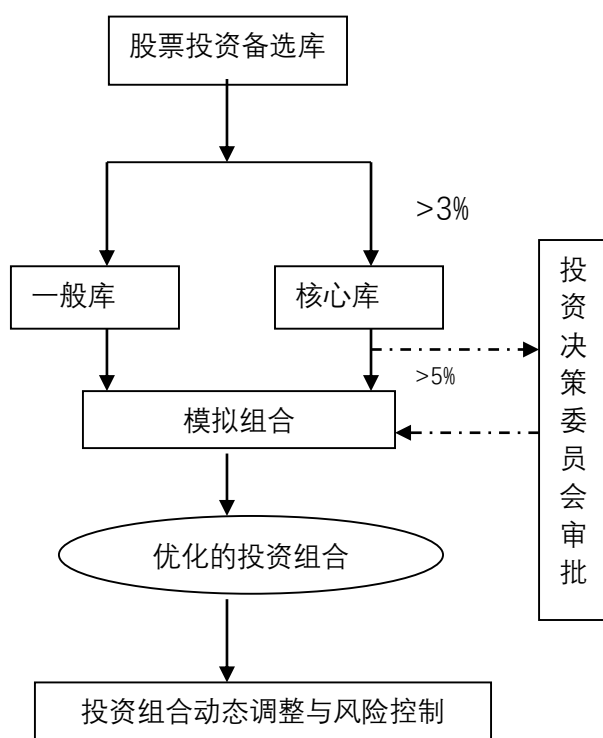 股票投资备选库
>3%
一般库
核心库
投资决策委员会审批
>5%
模拟组合
优化的投资组合
投资组合动态调整与风险控制